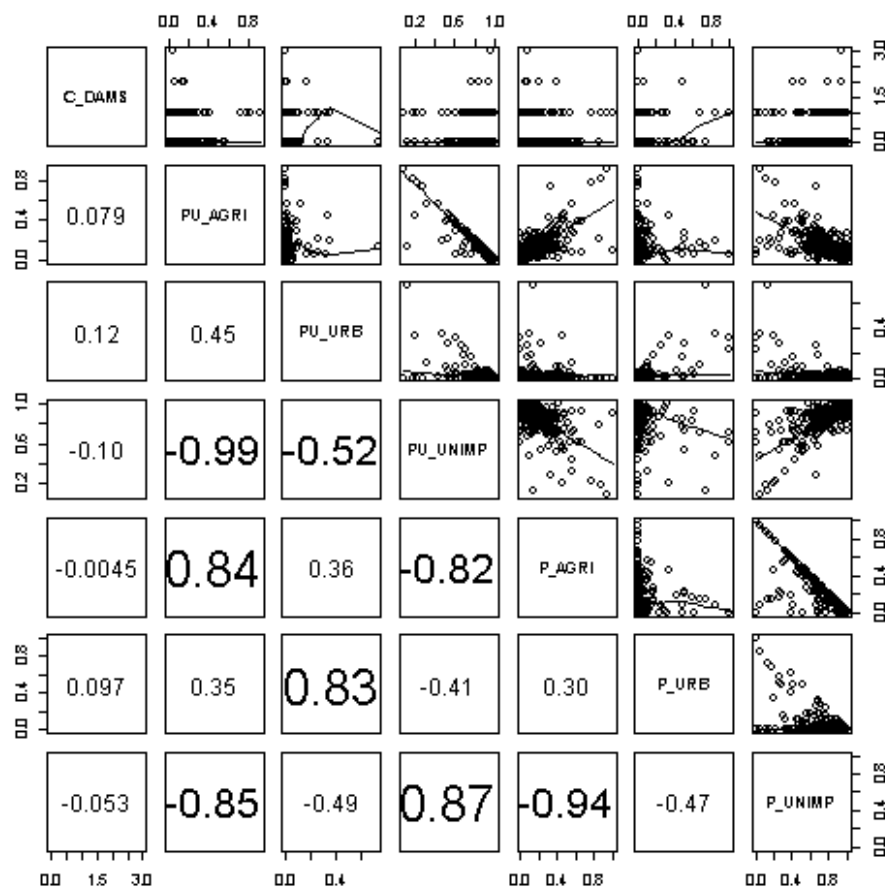 0.0 0.4 0.8
0.2 0.6 1.0
0.0 0.4 0.8
C_DAMS
0.0 1.5 3.0
0.0 0.4 0.8
0.079
PU_AGRI
0.12
0.45
PU_URB
0.0 0.4
0.2 0.6 1.0
-0.10
-0.99
-0.52
PU_UNIMP
-0.0045
0.84
0.36
-0.82
P_AGRI
0.0 0.4 0.8
0.0 0.4 0.8
0.097
0.35
0.83
-0.41
0.30
P_URB
-0.053
-0.85
-0.49
0.87
-0.94
-0.47
P_UNIMP
0.0 0.4 0.8
0.0 1.5 3.0
0.0 0.4
0.0 0.4 0.8
0.0 0.4 0.8